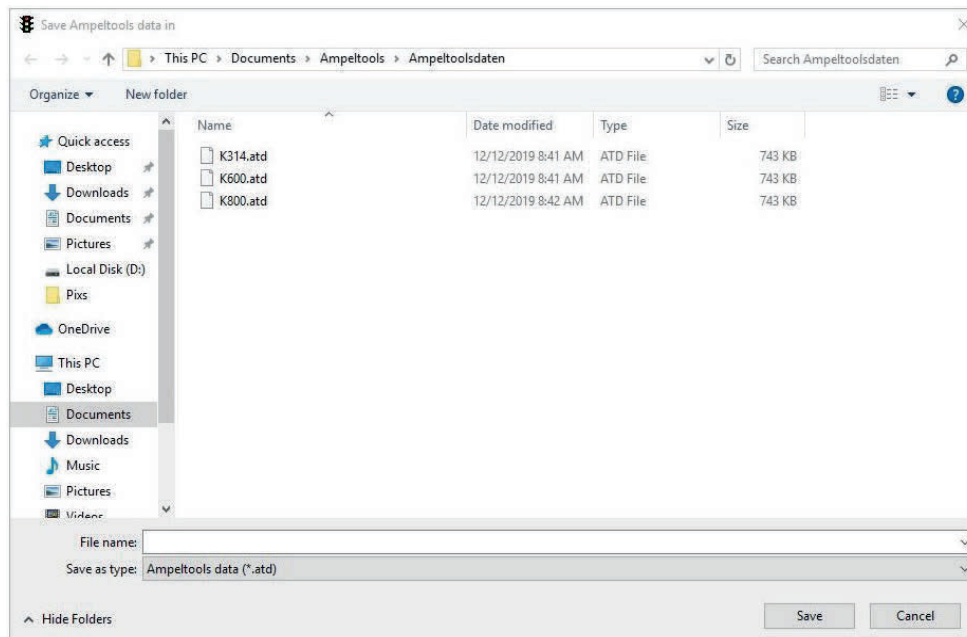 Save Ampeltools data in
This PC > Documents > Ampeltools > Ampeltoolsdaten
Search Ampeltoolsdaten
Organize
New folder
Name Date modified Type Size
K314.atd 12/12/2019 8:41 AM ATD File 743 KB
K600.atd 12/12/2019 8:41 AM ATD File 743 KB
K800.atd 12/12/2019 8:42 AM ATD File 743 KB
Quick access
Desktop
Downloads
Documents
Pictures
Local Disk (D:)
Pixs
OneDrive
This PC
Desktop
Documents
Downloads
Music
Pictures
Videos
File name:
Save as type: Ampeltools data (*.atd)
Hide Folders
Save
Cancel